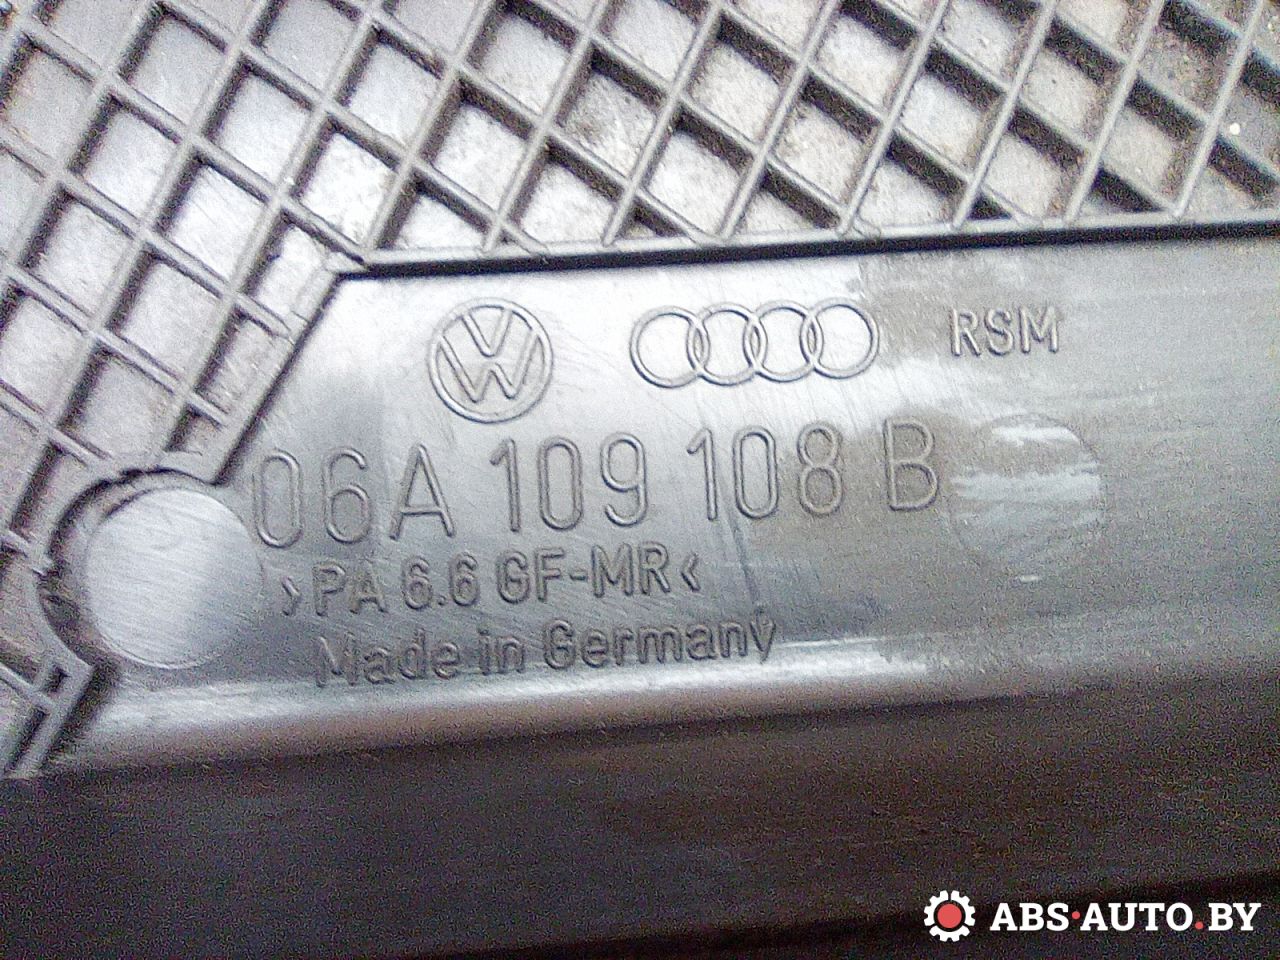 RSM
06A 109 108 B
>PA 6.6 GF-MR<
Made in Germany
ABS·AUTO.BY